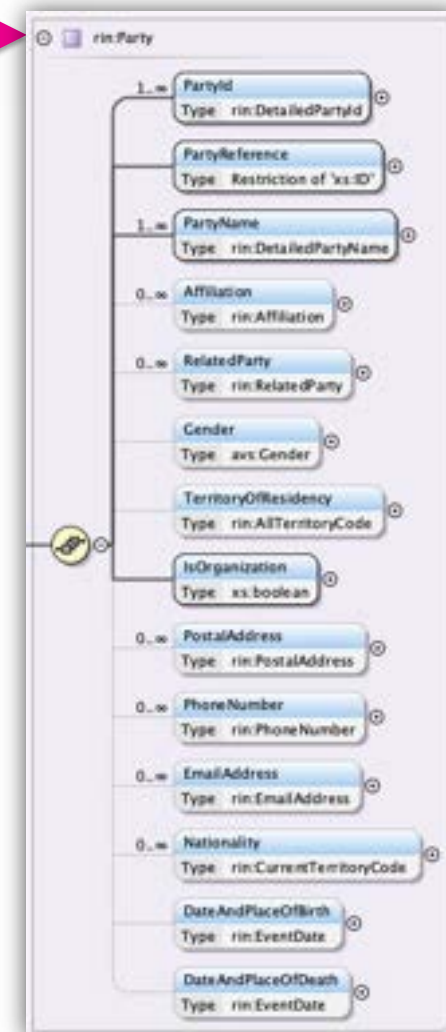 rin:Party
1..∞ PartyId
Type rin:DetailedPartyId
PartyReference
Type Restriction of 'xs:ID'
1..∞ PartyName
Type rin:DetailedPartyName
0..∞ Affiliation
Type rin:Affiliation
0..∞ RelatedParty
Type rin:RelatedParty
Gender
Type avs:Gender
TerritoryOfResidency
Type rin:AllTerritoryCode
IsOrganization
Type xs:boolean
0..∞ PostalAddress
Type rin:PostalAddress
0..∞ PhoneNumber
Type rin:PhoneNumber
0..∞ EmailAddress
Type rin:EmailAddress
0..∞ Nationality
Type rin:CurrentTerritoryCode
DateAndPlaceOfBirth
Type rin:EventDate
DateAndPlaceOfDeath
Type rin:EventDate